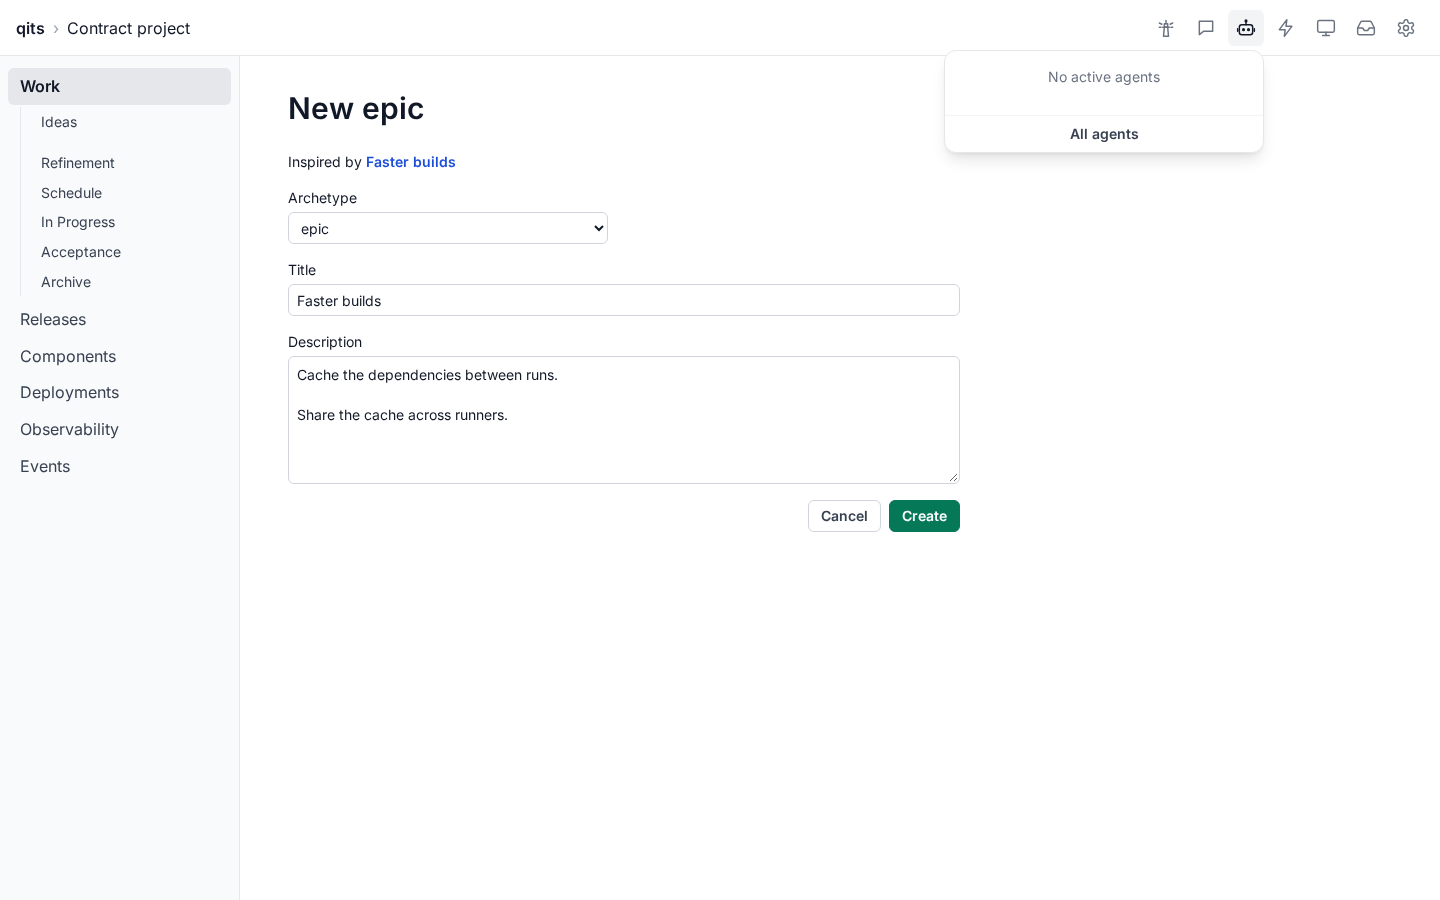 qits › Contract project
No active agents
All agents
Work
Ideas
Refinement
Schedule
In Progress
Acceptance
Archive
Releases
Components
Deployments
Observability
Events
New epic
Inspired by Faster builds
Archetype
epic
Title
Faster builds
Description
Cache the dependencies between runs.
Share the cache across runners.
Cancel
Create